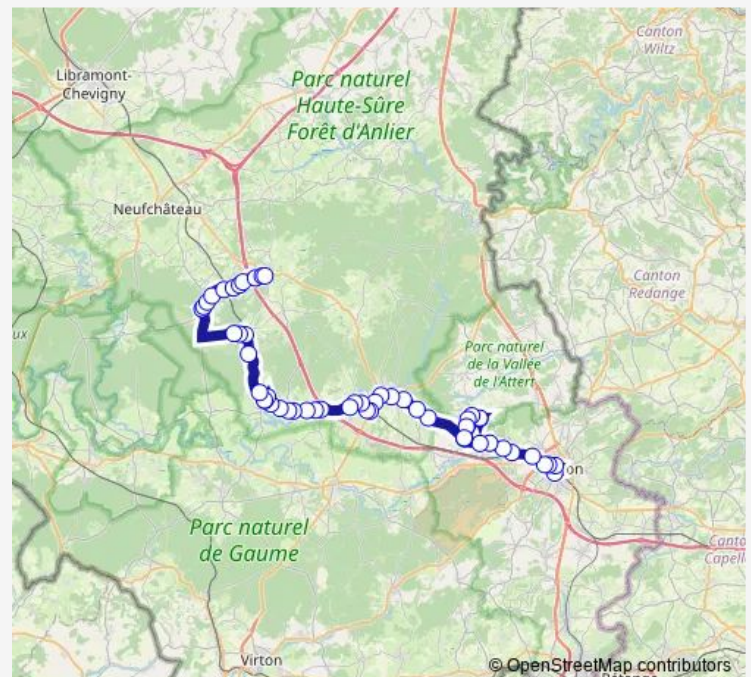 Canton
Wiltz
Libramont-
Chevigny
Parc naturel
Haute-Sûre
Forêt d'Anlier
Neufchâteau
Canton
Redange
ux
Parc naturel
de la Vallée
de l'Attert
on
Parc naturel
de Gaume
Canto
Capell
Virton
© OpenStreetMap contributors